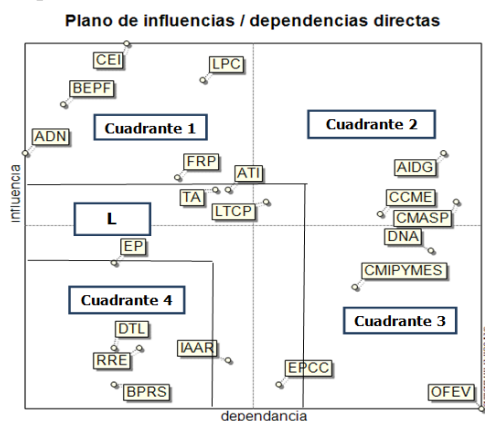 Plano de influencias / dependencias directas
CEI
LPC
BEPF
Cuadrante 1
Cuadrante 2
ADN
FRP
ATI
AIDG
TA
LTCP
CCME
CMASP
L
DNA
EP
CMIPYMES
Cuadrante 4
Cuadrante 3
DTL
RRE
IAAR
EPCC
BPRS
OFEV
influencia
dependancia